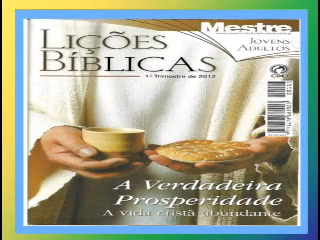 Mestre
LIÇÕES
BÍBLICAS
JOVENS
ADULTOS
1º Trimestre de 2012
CPAD
A Verdadeira
Prosperidade
A vida cristã abundante